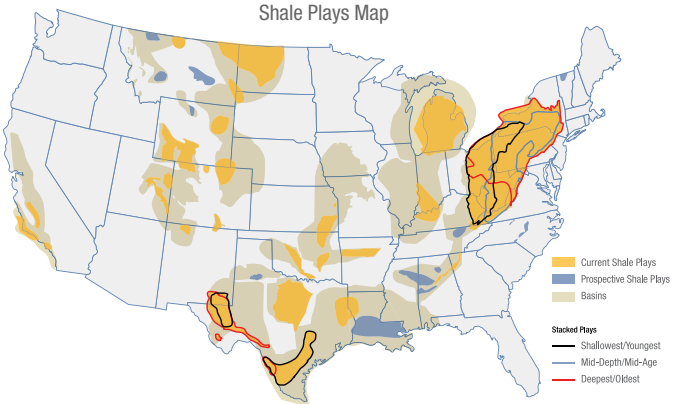 Shale Plays Map
Current Shale Plays
Prospective Shale Plays
Basins
Stacked Plays
Shallowest/Youngest
Mid-Depth/Mid-Age
Deepest/Oldest